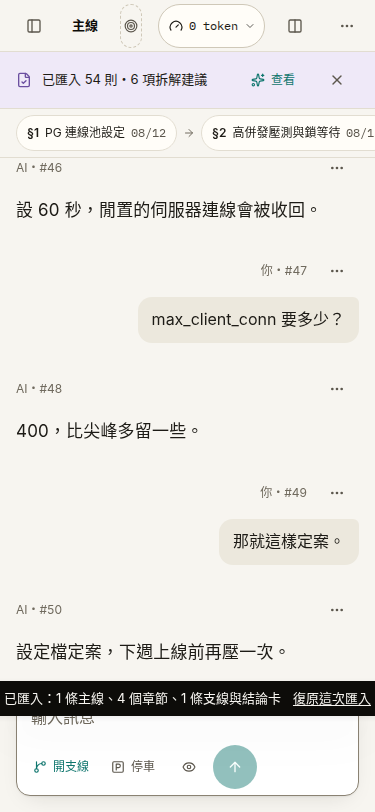 主線
0 token
已匯入 54 則・6 項拆解建議
查看
§1 PG 連線池設定 08/12
§2 高併發壓測與鎖等待 08/1
AI・#46
設 60 秒，閒置的伺服器連線會被收回。
你・#47
max_client_conn 要多少？
AI・#48
400，比尖峰多留一些。
你・#49
那就這樣定案。
AI・#50
設定檔定案，下週上線前再壓一次。
已匯入：1 條主線、4 個章節、1 條支線與結論卡 復原這次匯入
輸入訊息
開支線
停車